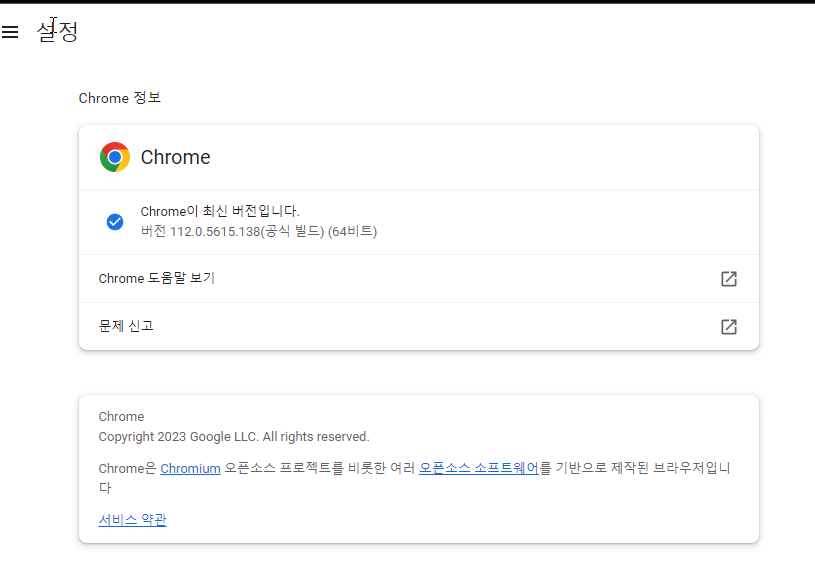 설정
Chrome 정보
Chrome
Chrome이 최신 버전입니다.
버전 112.0.5615.138(공식 빌드) (64비트)
Chrome 도움말 보기
문제 신고
Chrome
Copyright 2023 Google LLC. All rights reserved.
Chrome은 Chromium 오픈소스 프로젝트를 비롯한 여러 오픈소스 소프트웨어를 기반으로 제작된 브라우저입니
다
서비스 약관